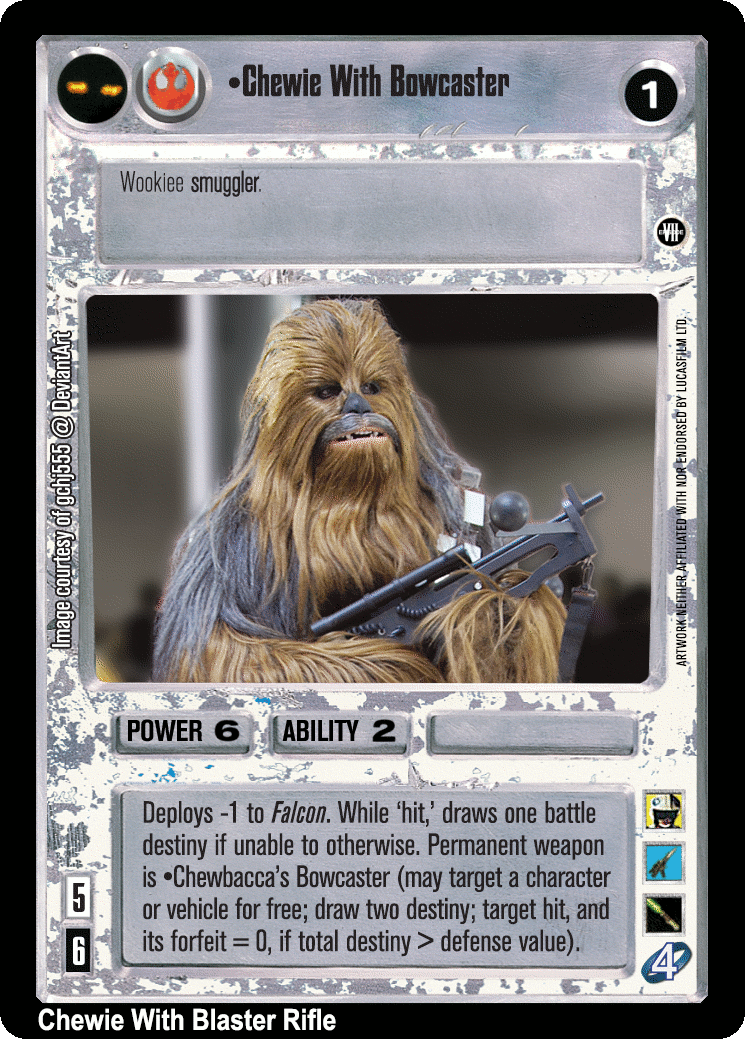 •Chewie With Bowcaster
1
Wookiee smuggler.
EPISODE
VII
Image courtesy of gchj555 @ DeviantArt
ARTWORK NEITHER AFFILIATED WITH NOR ENDORSED BY LUCASFILM LTD.
POWER 6
ABILITY 2
Deploys -1 to Falcon. While ‘hit,’ draws one battle
destiny if unable to otherwise. Permanent weapon
is •Chewbacca’s Bowcaster (may target a character
or vehicle for free; draw two destiny; target hit, and
its forfeit = 0, if total destiny > defense value).
5
6
4
Chewie With Blaster Rifle